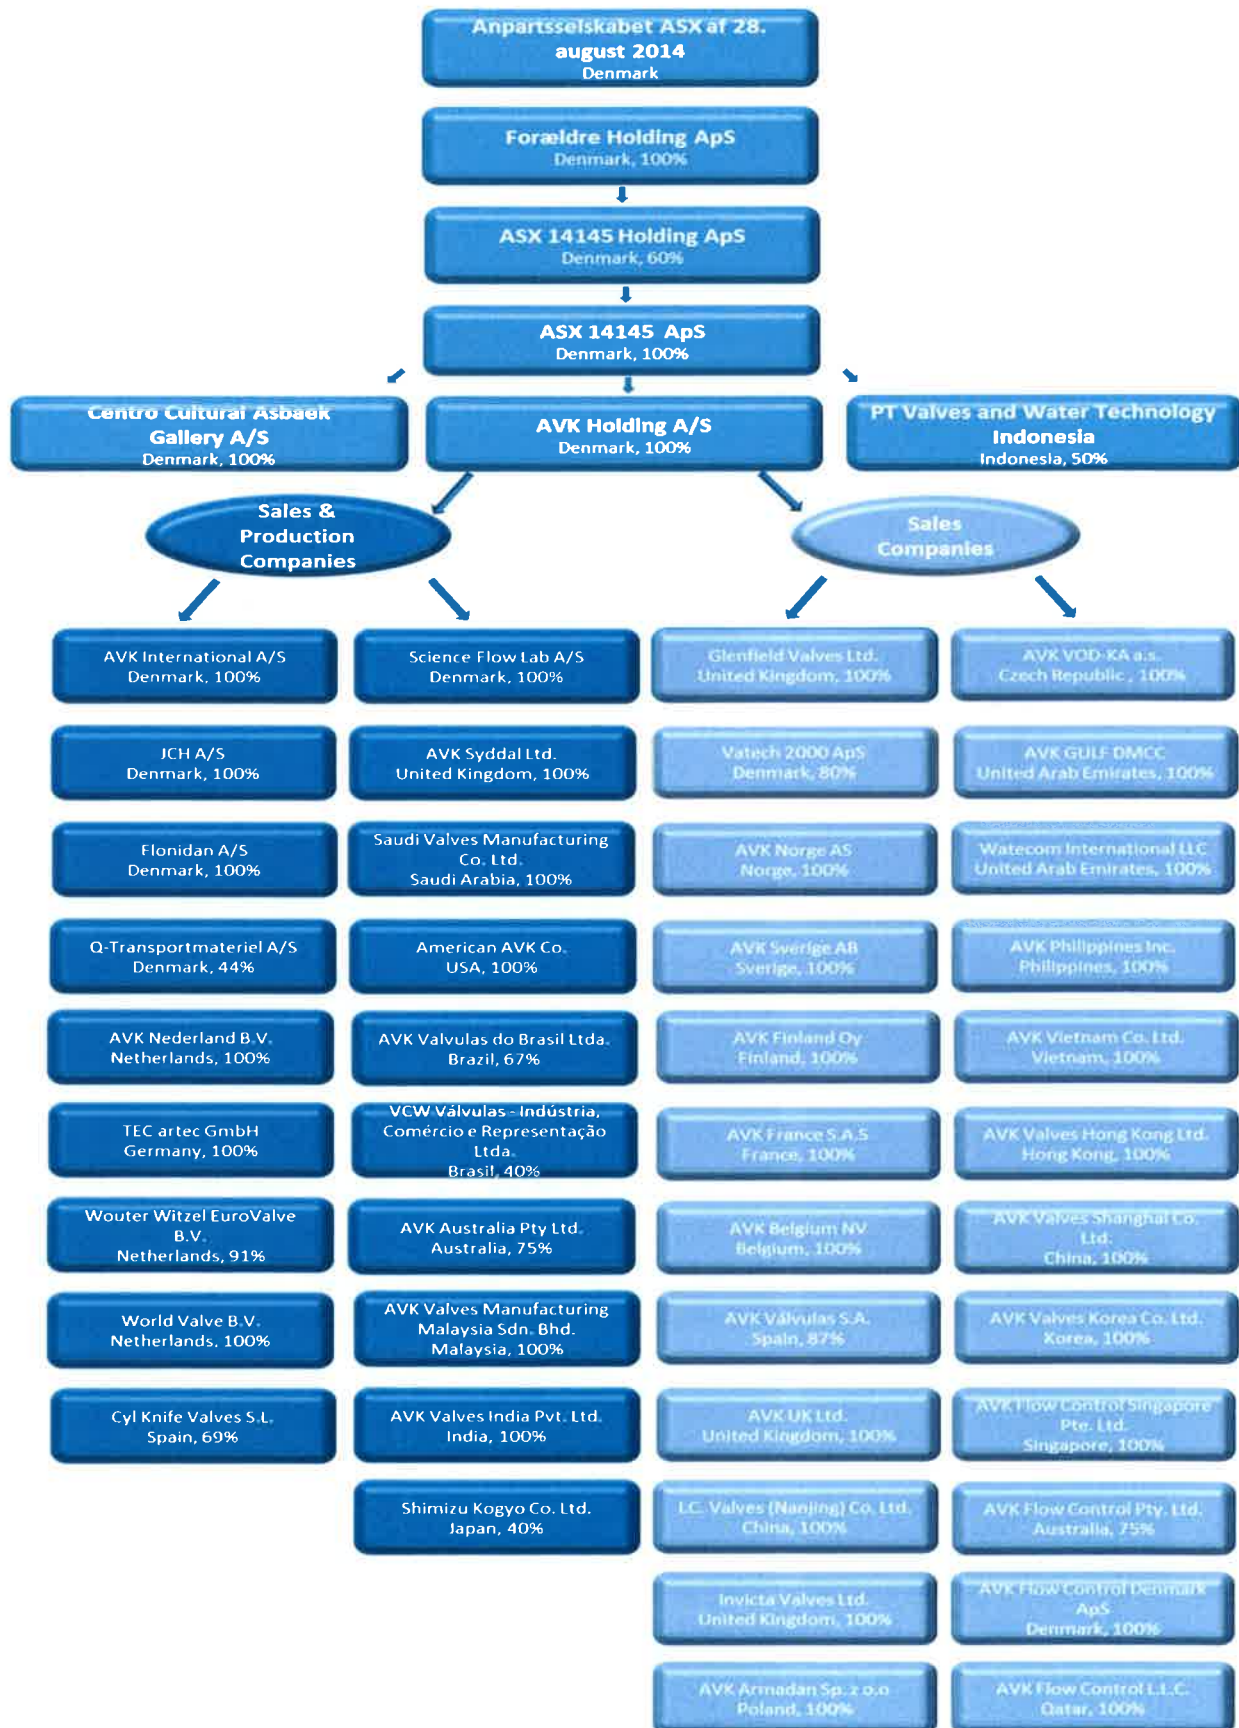 Anpartsselskabet ASX af 28.
august 2014
Denmark
Forældre Holding ApS
Denmark, 100%
ASX 14145 Holding ApS
Denmark, 60%
ASX 14145 ApS
Denmark, 100%
Centro Cultural Asbaek
Gallery A/S
Denmark, 100%
AVK Holding A/S
Denmark, 100%
PT Valves and Water Technology
Indonesia
Indonesia, 50%
Sales &
Production
Companies
Sales
Companies
AVK International A/S
Denmark, 100%
JCH A/S
Denmark, 100%
Flonidan A/S
Denmark, 100%
Q-Transportmateriel A/S
Denmark, 44%
AVK Nederland B.V.
Netherlands, 100%
TEC artec GmbH
Germany, 100%
Wouter Witzel EuroValve
B.V.
Netherlands, 91%
World Valve B.V.
Netherlands, 100%
Cyl Knife Valves S.L.
Spain, 69%
Science Flow Lab A/S
Denmark, 100%
AVK Syddal Ltd.
United Kingdom, 100%
Saudi Valves Manufacturing
Co. Ltd.
Saudi Arabia, 100%
American AVK Co.
USA, 100%
AVK Valvulas do Brasil Ltda.
Brazil, 67%
VCW Válvulas - Indústria,
Comércio e Representação
Ltda.
Brasil, 40%
AVK Australia Pty Ltd.
Australia, 75%
AVK Valves Manufacturing
Malaysia Sdn. Bhd.
Malaysia, 100%
AVK Valves India Pvt. Ltd.
India, 100%
Shimizu Kogyo Co. Ltd.
Japan, 40%
Glenfield Valves Ltd.
United Kingdom, 100%
Vatech 2000 ApS
Denmark, 80%
AVK Norge AS
Norge, 100%
AVK Sverige AB
Sverige, 100%
AVK Finland Oy
Finland, 100%
AVK France S.A.S
France, 100%
AVK Belgium NV
Belgium, 100%
AVK Válvulas S.A.
Spain, 87%
AVK UK Ltd.
United Kingdom, 100%
I.C. Valves (Nanjing) Co. Ltd.
China, 100%
Invicta Valves Ltd.
United Kingdom, 100%
AVK Armadan Sp. z o.o
Poland, 100%
AVK VOD-KA a.s.
Czech Republic , 100%
AVK GULF DMCC
United Arab Emirates, 100%
Watecom International LLC
United Arab Emirates, 100%
AVK Philippines Inc.
Philippines, 100%
AVK Vietnam Co. Ltd.
Vietnam, 100%
AVK Valves Hong Kong Ltd.
Hong Kong, 100%
AVK Valves Shanghai Co.
Ltd.
China, 100%
AVK Valves Korea Co. Ltd.
Korea, 100%
AVK Flow Control Singapore
Pte. Ltd.
Singapore, 100%
AVK Flow Control Pty. Ltd.
Australia, 75%
AVK Flow Control Denmark
ApS
Denmark, 100%
AVK Flow Control L.L.C.
Qatar, 100%